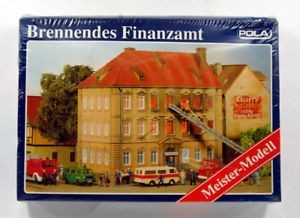 Brennendes Finanzamt
POLA
Meister-Modell